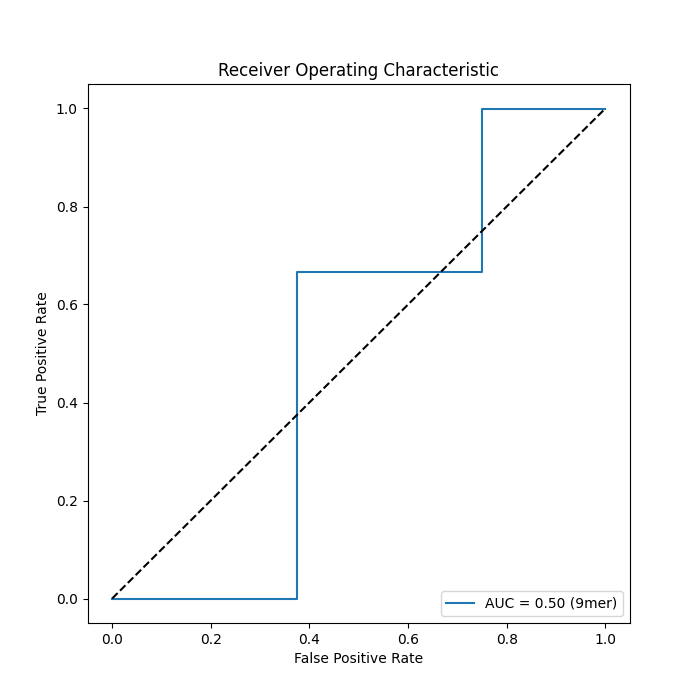 Receiver Operating Characteristic
1.0
0.8
0.6
0.4
0.2
0.0
True Positive Rate
AUC = 0.50 (9mer)
0.0 0.2 0.4 0.6 0.8 1.0
False Positive Rate